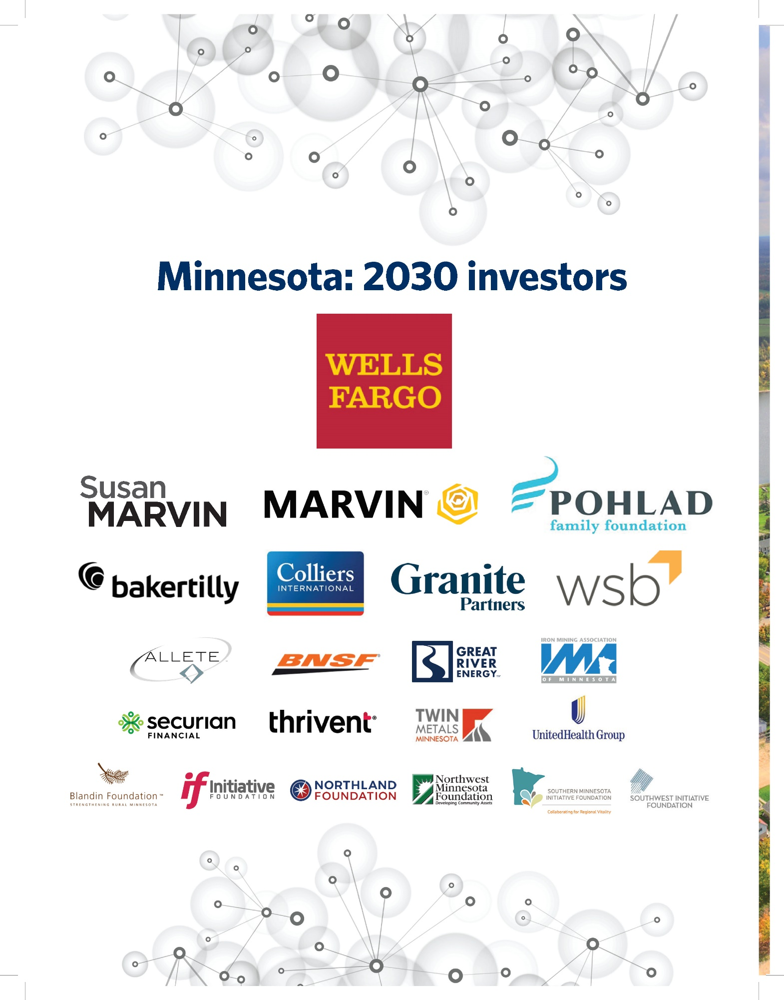 Minnesota: 2030 investors
WELLS
FARGO
Susan
MARVIN
MARVIN®
POHLAD
family foundation
bakertilly
Colliers
INTERNATIONAL
Granite
Partners
wsb
ALLETE
BNSF®
GREAT
RIVER
ENERGY™
IRON MINING ASSOCIATION
IMA
OF MINNESOTA
securian
FINANCIAL
thrivent®
TWIN
METALS
MINNESOTA
UnitedHealth Group
Blandin Foundation™
STRENGTHENING RURAL MINNESOTA
if Initiative
FOUNDATION
NORTHLAND
FOUNDATION
Northwest
Minnesota
Foundation
Developing Community Assets
SOUTHERN MINNESOTA
INITIATIVE FOUNDATION
Collaborating for Regional Vitality
SOUTHWEST INITIATIVE
FOUNDATION